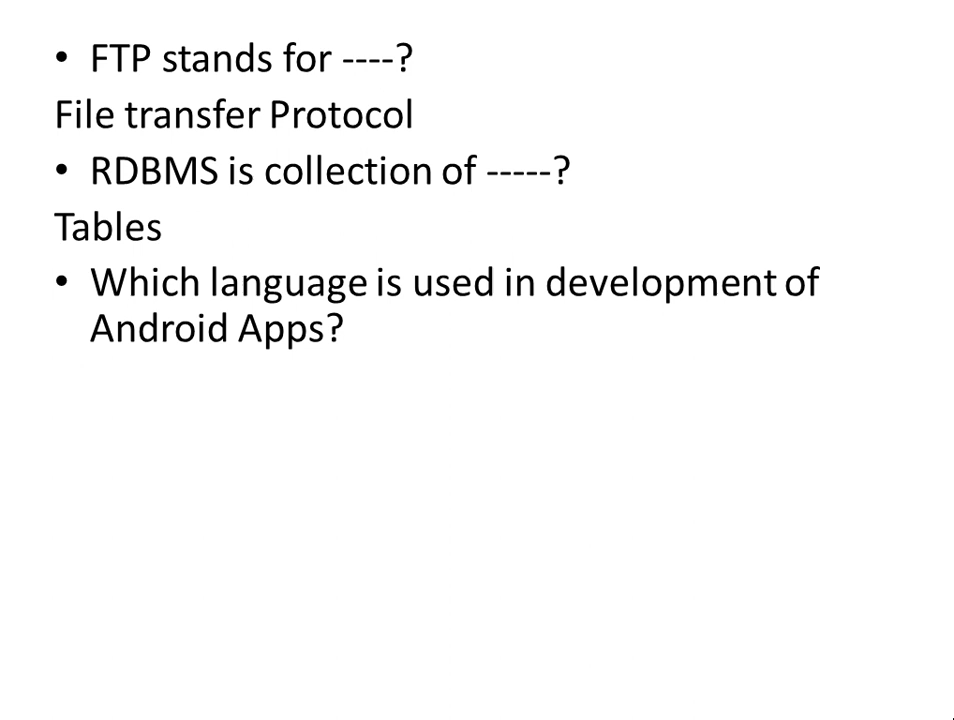 • FTP stands for ----?
File transfer Protocol
• RDBMS is collection of -----?
Tables
• Which language is used in development of
Android Apps?